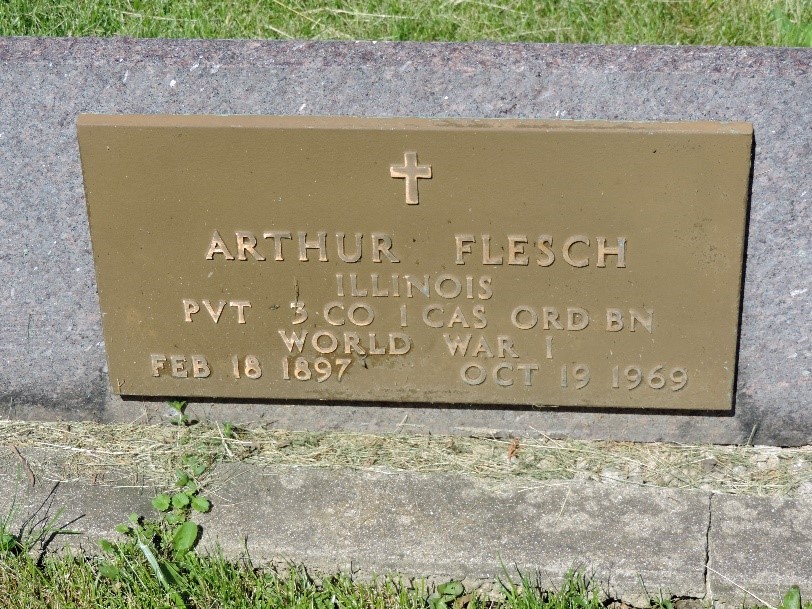 ARTHUR FLESCH
ILLINOIS
PVT 3 CO 1 CAS ORD BN
WORLD WAR I
FEB 18 1897 OCT 19 1969